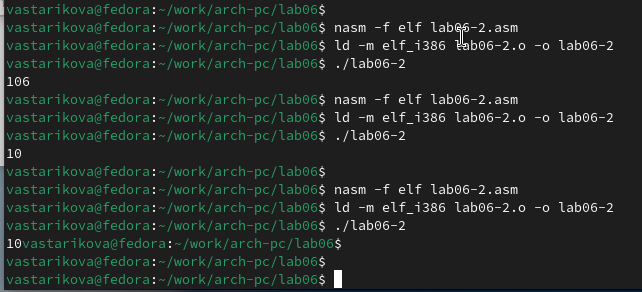 vastarikova@fedora:~/work/arch-pc/lab06$
vastarikova@fedora:~/work/arch-pc/lab06$ nasm -f elf lab06-2.asm
vastarikova@fedora:~/work/arch-pc/lab06$ ld -m elf_i386 lab06-2.o -o lab06-2
vastarikova@fedora:~/work/arch-pc/lab06$ ./lab06-2
106
vastarikova@fedora:~/work/arch-pc/lab06$ nasm -f elf lab06-2.asm
vastarikova@fedora:~/work/arch-pc/lab06$ ld -m elf_i386 lab06-2.o -o lab06-2
vastarikova@fedora:~/work/arch-pc/lab06$ ./lab06-2
10
vastarikova@fedora:~/work/arch-pc/lab06$
vastarikova@fedora:~/work/arch-pc/lab06$ nasm -f elf lab06-2.asm
vastarikova@fedora:~/work/arch-pc/lab06$ ld -m elf_i386 lab06-2.o -o lab06-2
vastarikova@fedora:~/work/arch-pc/lab06$ ./lab06-2
10vastarikova@fedora:~/work/arch-pc/lab06$
vastarikova@fedora:~/work/arch-pc/lab06$
vastarikova@fedora:~/work/arch-pc/lab06$